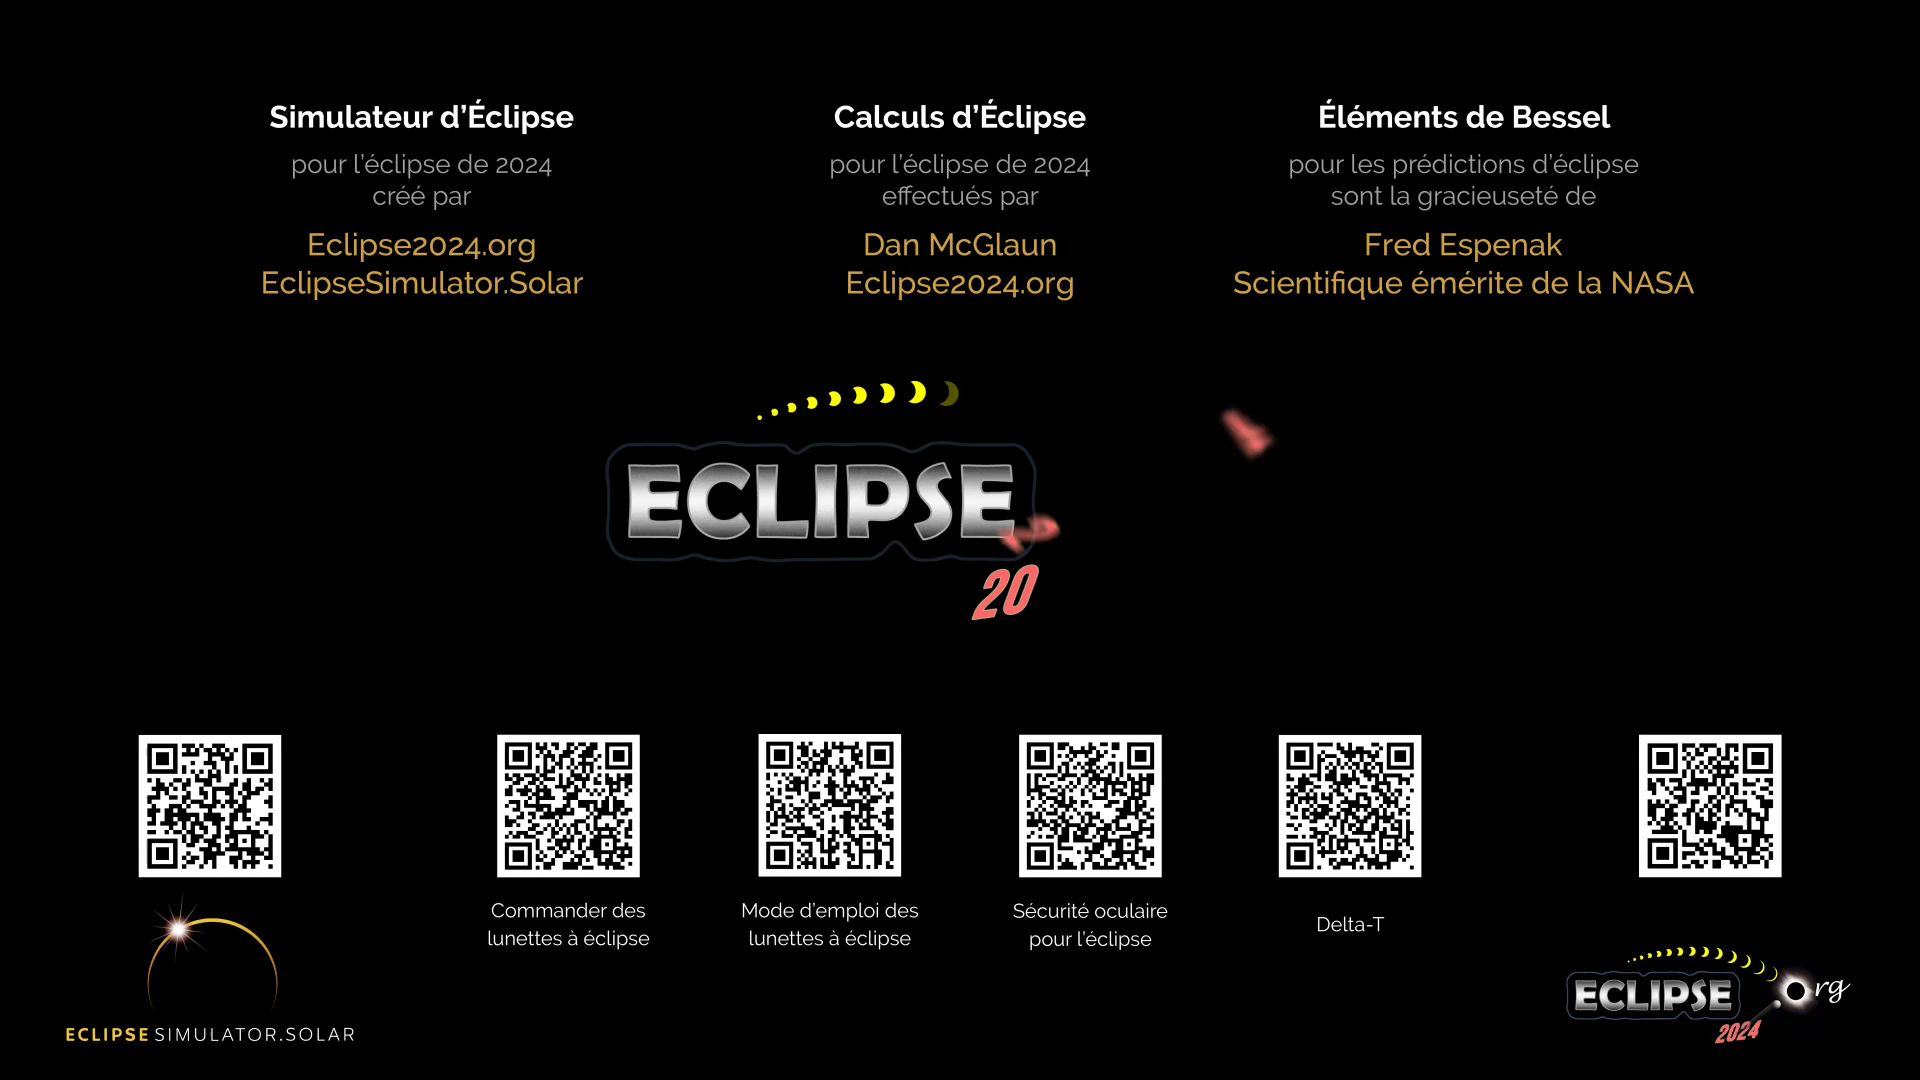 Simulateur d’Éclipse
pour l’éclipse de 2024
créé par
Eclipse2024.org
EclipseSimulator.Solar
Calculs d’Éclipse
pour l’éclipse de 2024
effectués par
Dan McGlaun
Eclipse2024.org
Éléments de Bessel
pour les prédictions d’éclipse
sont la gracieuseté de
Fred Espenak
Scientifique émérite de la NASA
ECLIPSE
20
Commander des
lunettes à éclipse
Mode d’emploi des
lunettes à éclipse
Sécurité oculaire
pour l’éclipse
Delta-T
ECLIPSESIMULATOR.SOLAR
ECLIPSE
2024
rg